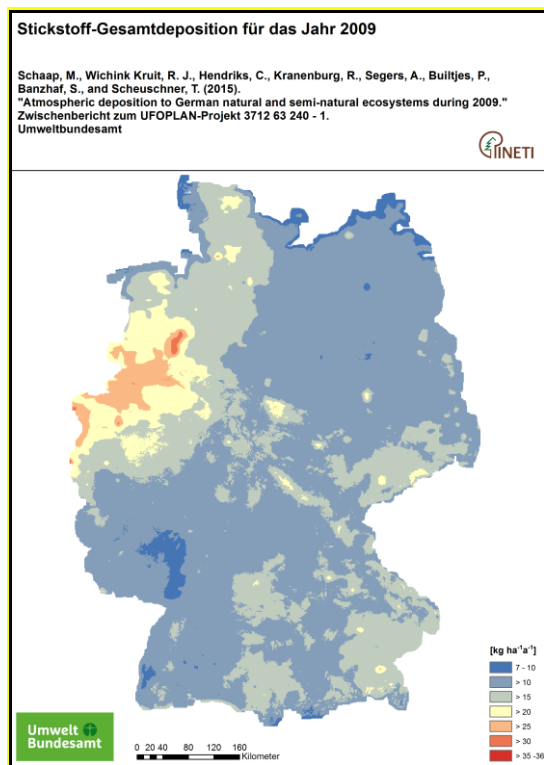 Stickstoff-Gesamtdeposition für das Jahr 2009
Schaap, M., Wichink Kruit, R. J., Hendriks, C., Kranenburg, R., Segers, A., Builtjes, P.,
Banzhaf, S., and Scheuschner, T. (2015).
"Atmospheric deposition to German natural and semi-natural ecosystems during 2009."
Zwischenbericht zum UFOPLAN-Projekt 3712 63 240 - 1.
Umweltbundesamt
PINETI
[kg ha⁻¹a⁻¹]
7 - 10
> 10
> 15
> 20
> 25
> 30
> 35 -36
Umwelt
Bundesamt
0 20 40 80 120 160
Kilometer